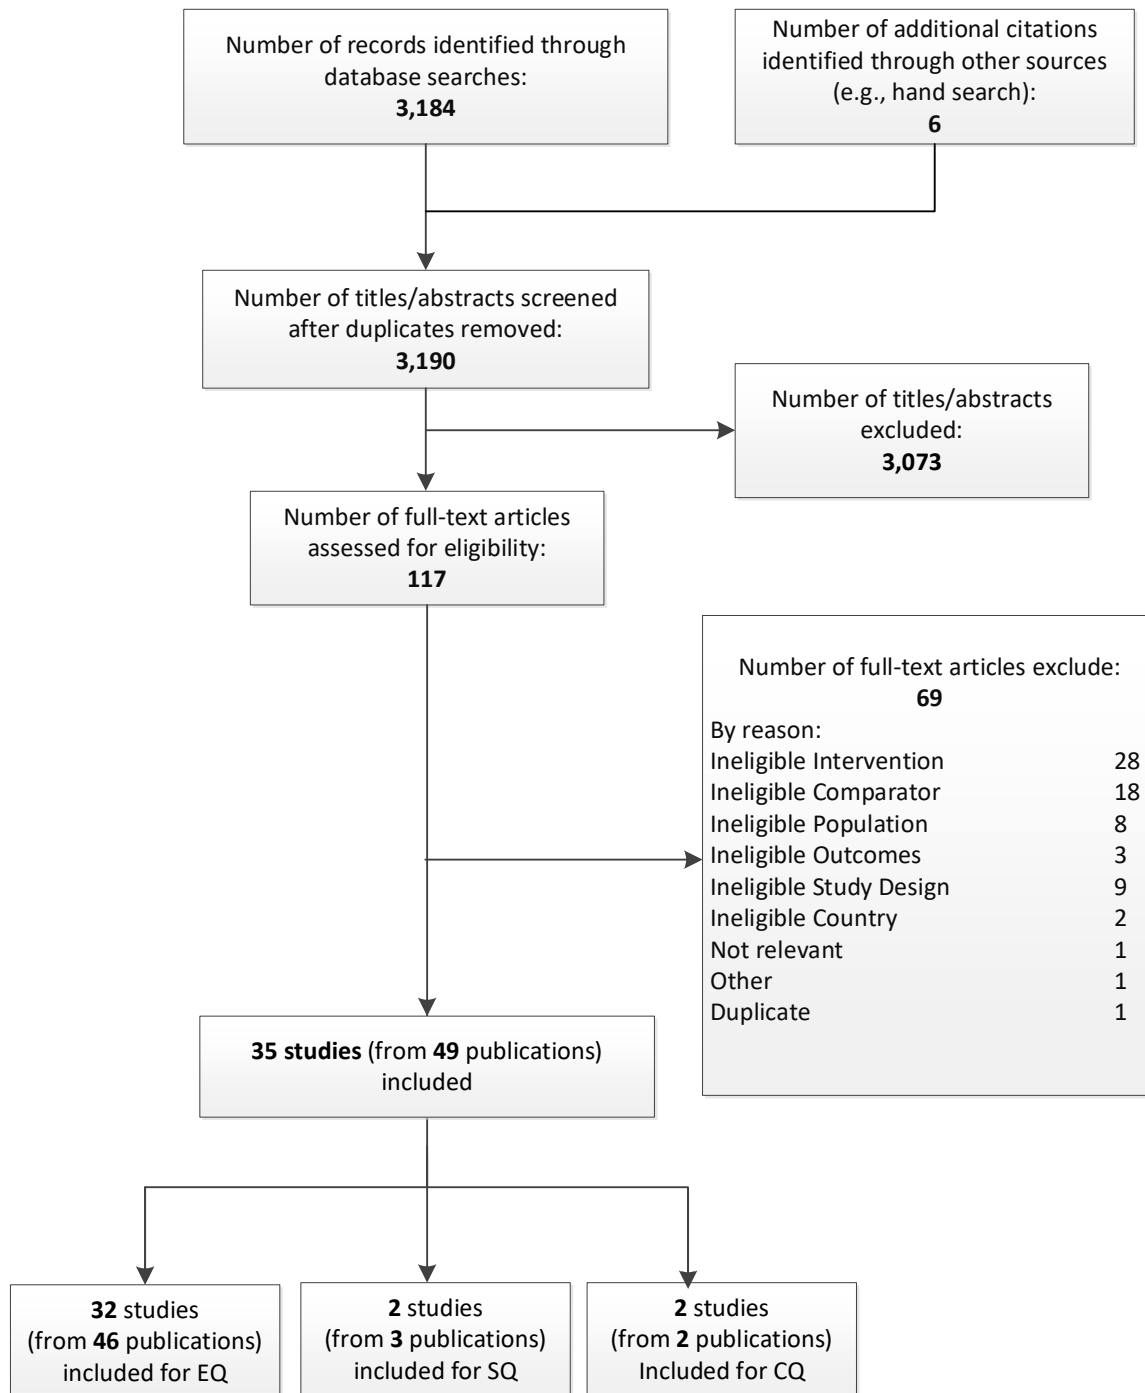 Number of records identified through
database searches:
3,184
Number of additional citations
identified through other sources
(e.g., hand search):
6
Number of titles/abstracts screened
after duplicates removed:
3,190
Number of titles/abstracts
excluded:
3,073
Number of full-text articles
assessed for eligibility:
117
Number of full-text articles exclude:
69
By reason:
Ineligible Intervention 28
Ineligible Comparator 18
Ineligible Population 8
Ineligible Outcomes 3
Ineligible Study Design 9
Ineligible Country 2
Not relevant 1
Other 1
Duplicate 1
35 studies (from 49 publications)
included
32 studies
(from 46 publications)
included for EQ
2 studies
(from 3 publications)
included for SQ
2 studies
(from 2 publications)
Included for CQ